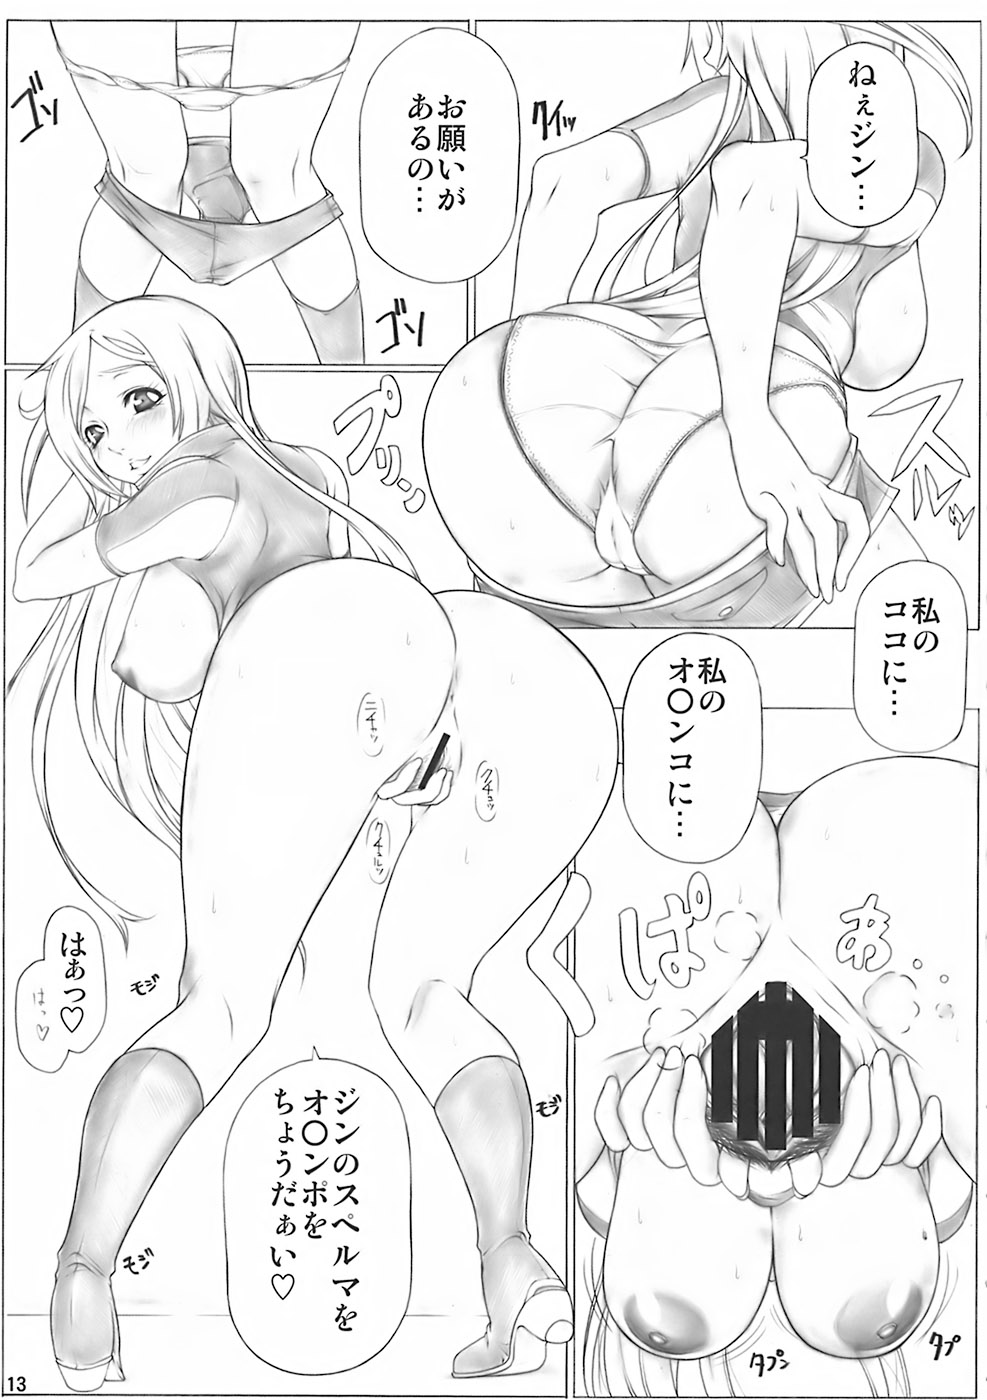 ねぇジン…
クイッ
スルッ
お願いが
あるの…
ゴソ
ゴソ
私の
ココに…
私の
オ〇ンコに…
プリンッ
ニチャッ
クチュッ
クチュルッ
はぁっ♡
はっ♡
モジ
モジ
モジ
ジンのスペルマを
オ〇ンポを
ちょうだぁい♡
くぱ
あ…
タプ
タプン
13